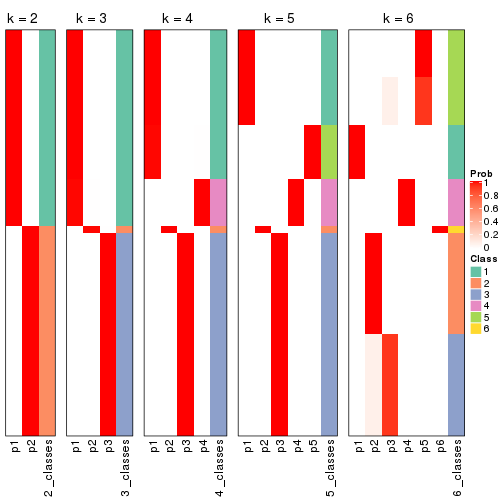 k = 2
k = 3
k = 4
k = 5
k = 6
Prob
1
0.8
0.6
0.4
0.2
0
Class
1
2
3
4
5
6
p1
p2
2_classes
p1
p2
p3
3_classes
p1
p2
p3
p4
4_classes
p1
p2
p3
p4
p5
5_classes
p1
p2
p3
p4
p5
p6
6_classes